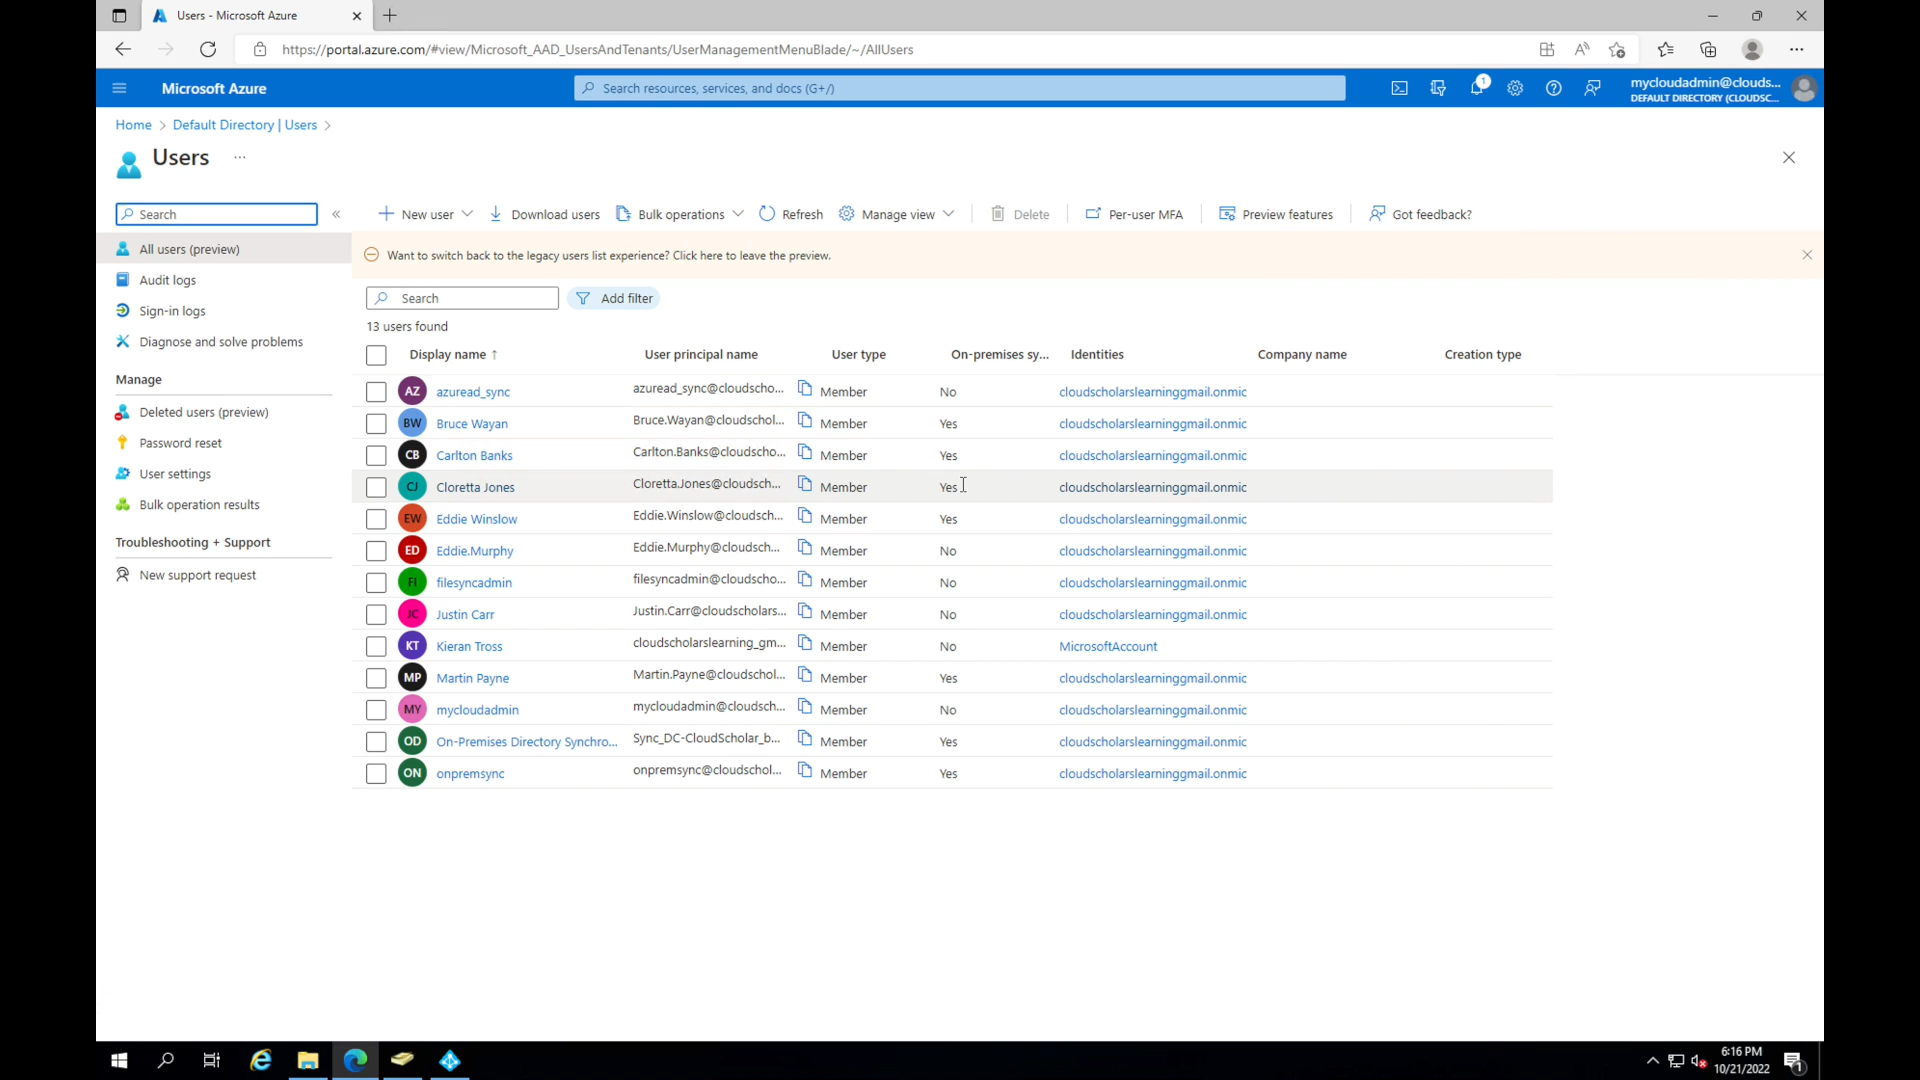 Users - Microsoft Azure
https://portal.azure.com/#view/Microsoft_AAD_UsersAndTenants/UserManagementMenuBlade/~/AllUsers
Microsoft Azure
Search resources, services, and docs (G+/)
1
mycloudadmin@clouds...
DEFAULT DIRECTORY (CLOUDSC...
Home > Default Directory | Users >
Users ...
Search «
New user Download users Bulk operations Refresh Manage view Delete Per-user MFA Preview features Got feedback?
All users (preview)
Audit logs
Sign-in logs
Diagnose and solve problems
Manage
Deleted users (preview)
Password reset
User settings
Bulk operation results
Troubleshooting + Support
New support request
Want to switch back to the legacy users list experience? Click here to leave the preview.
Search Add filter
13 users found
Display name ↑ User principal name User type On-premises sy... Identities Company name Creation type
AZ azuread_sync azuread_sync@cloudscho... Member No cloudscholarslearninggmail.onmic
BW Bruce Wayan Bruce.Wayan@cloudschol... Member Yes cloudscholarslearninggmail.onmic
CB Carlton Banks Carlton.Banks@cloudscho... Member Yes cloudscholarslearninggmail.onmic
CJ Cloretta Jones Cloretta.Jones@cloudsch... Member Yes cloudscholarslearninggmail.onmic
EW Eddie Winslow Eddie.Winslow@cloudsch... Member Yes cloudscholarslearninggmail.onmic
ED Eddie.Murphy Eddie.Murphy@cloudsch... Member No cloudscholarslearninggmail.onmic
FI filesyncadmin filesyncadmin@cloudscho... Member No cloudscholarslearninggmail.onmic
JC Justin Carr Justin.Carr@cloudscholars... Member No cloudscholarslearninggmail.onmic
KT Kieran Tross cloudscholarslearning_gm... Member No MicrosoftAccount
MP Martin Payne Martin.Payne@cloudschol... Member Yes cloudscholarslearninggmail.onmic
MY mycloudadmin mycloudadmin@cloudsch... Member No cloudscholarslearninggmail.onmic
OD On-Premises Directory Synchro... Sync_DC-CloudScholar_b... Member Yes cloudscholarslearninggmail.onmic
ON onpremsync onpremsync@cloudschol... Member Yes cloudscholarslearninggmail.onmic
6:16 PM
10/21/2022
1